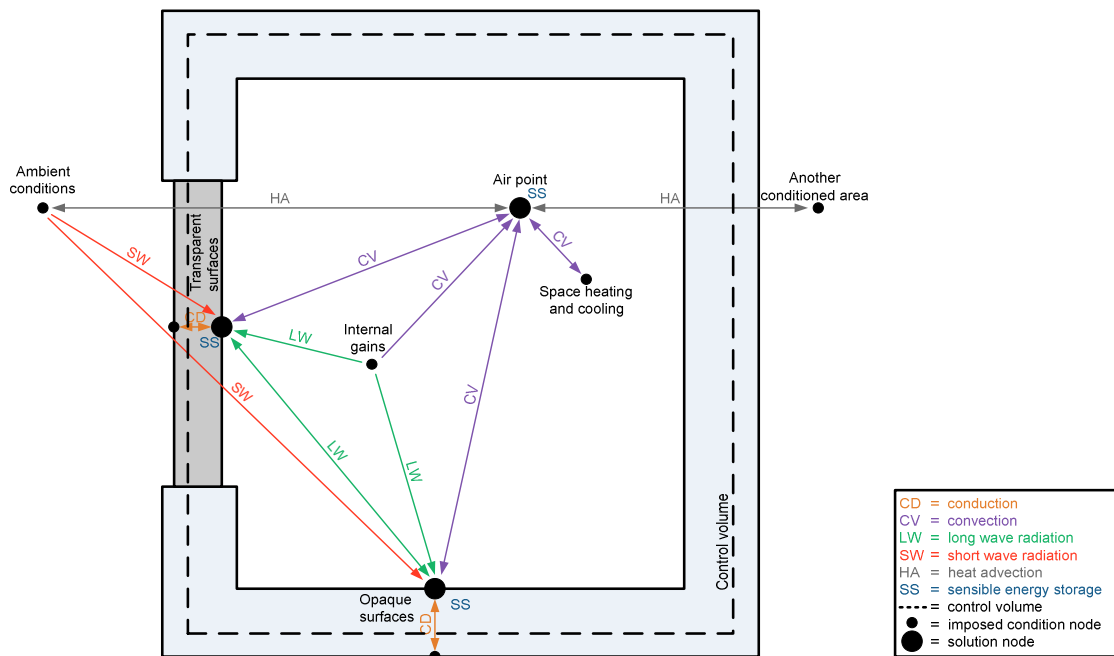 Ambient
conditions
HA
Air point
SS
HA
Another
conditioned area
SW
Transparent
surfaces
CV
CV
CV
Space heating
and cooling
CD
SS
Internal
gains
LW
SW
CV
LW
LW
Control volume
Opaque
surfaces
SS
CD
CD = conduction
CV = convection
LW = long wave radiation
SW = short wave radiation
HA = heat advection
SS = sensible energy storage
= control volume
= imposed condition node
= solution node